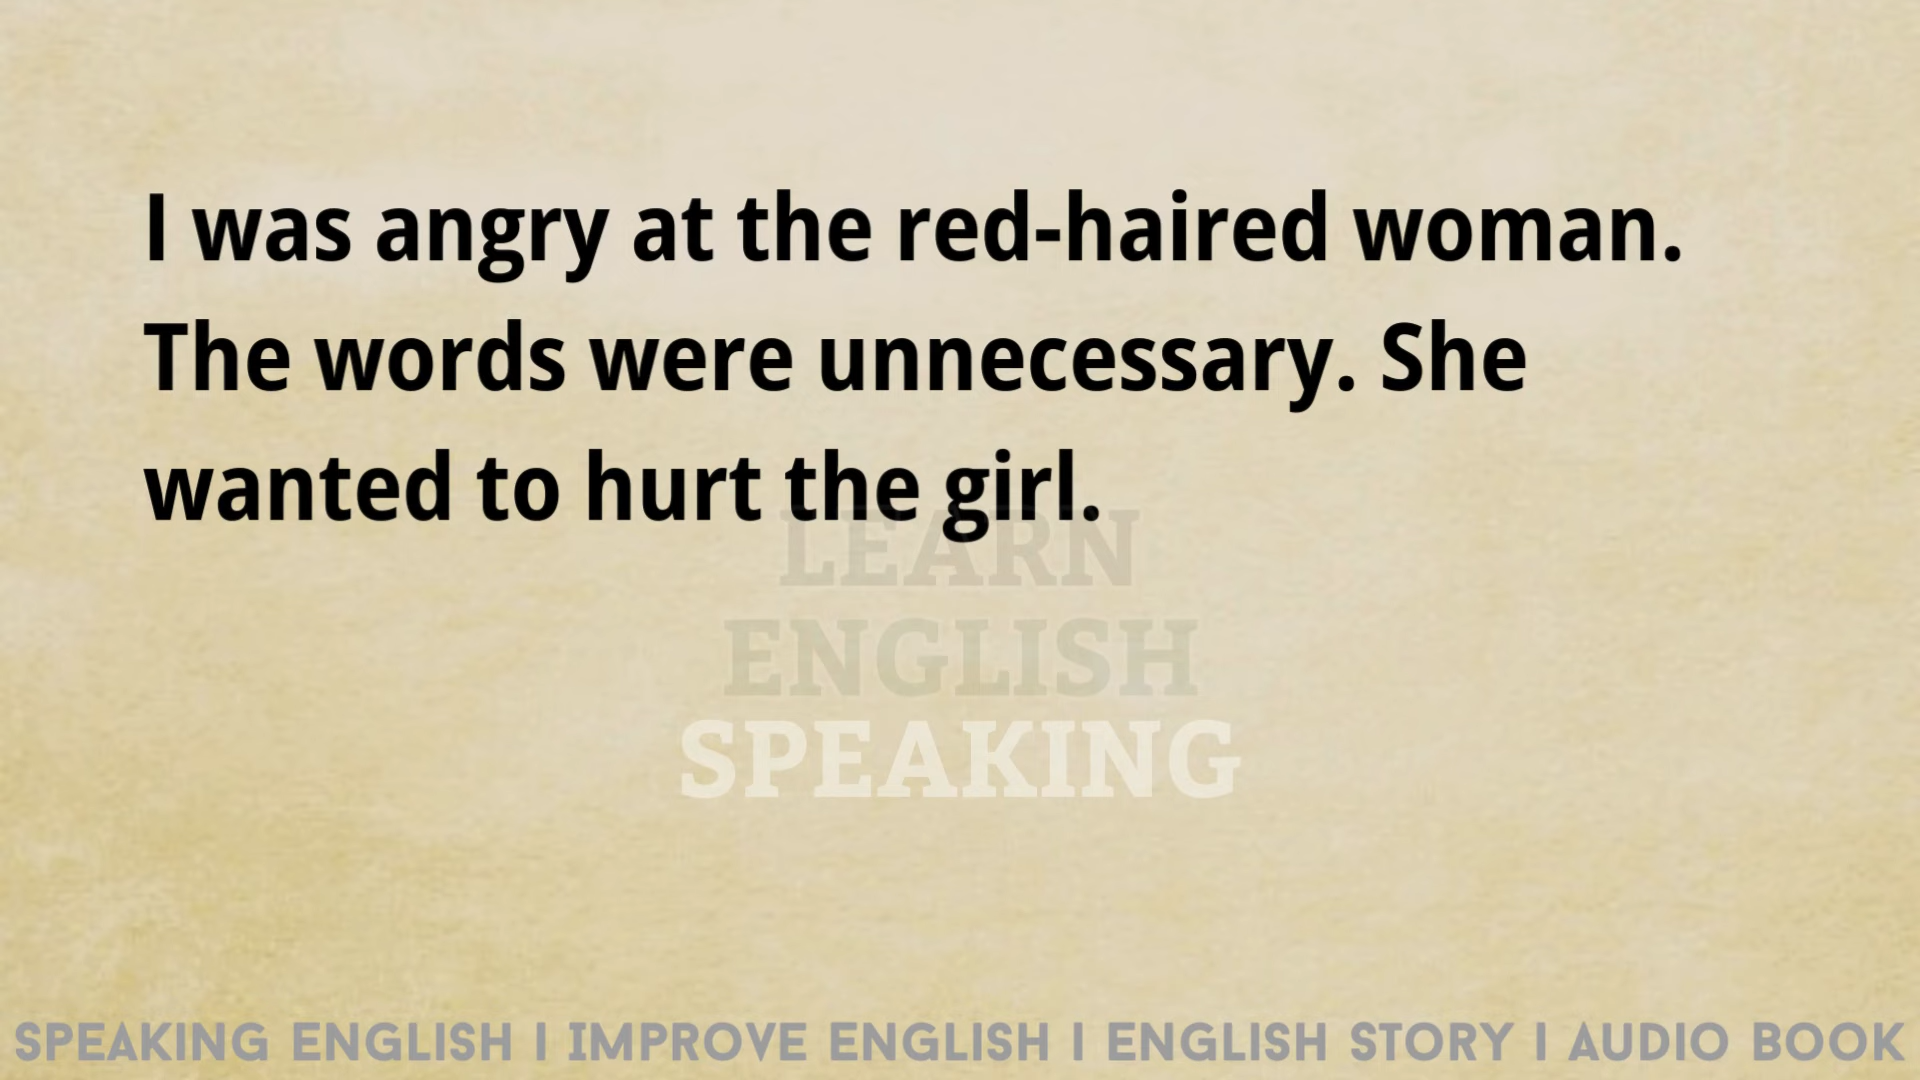 I was angry at the red-haired woman.
The words were unnecessary. She
wanted to hurt the girl.
LEARN
ENGLISH
SPEAKING
SPEAKING ENGLISH I IMPROVE ENGLISH I ENGLISH STORY I AUDIO BOOK